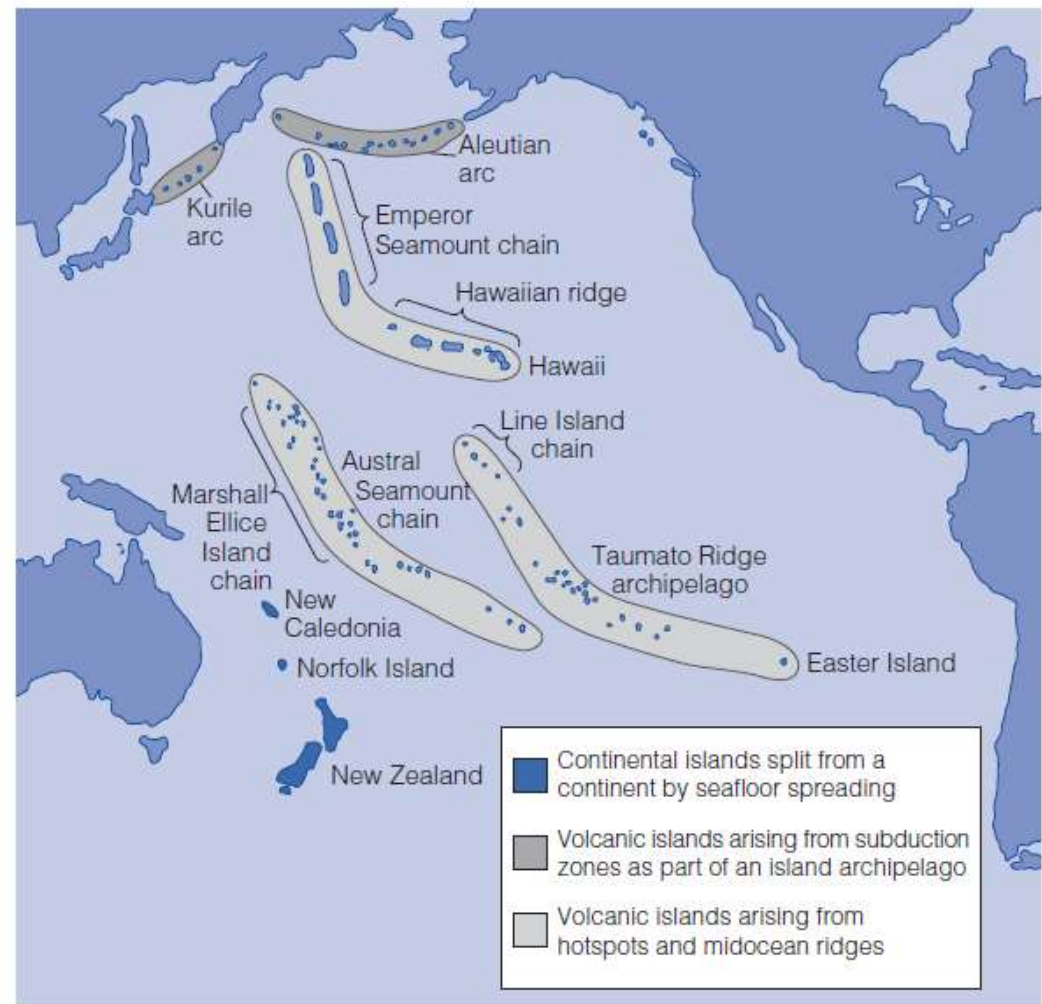 Aleutian
arc
Kurile
arc
Emperor
Seamount chain
Hawaiian ridge
Hawaii
Line Island
chain
Austral
Seamount
chain
Marshall
Ellice
Island
chain
Taumato Ridge
archipelago
New
Caledonia
Norfolk Island
Easter Island
New Zealand
Continental islands split from a
continent by seafloor spreading
Volcanic islands arising from subduction
zones as part of an island archipelago
Volcanic islands arising from
hotspots and midocean ridges